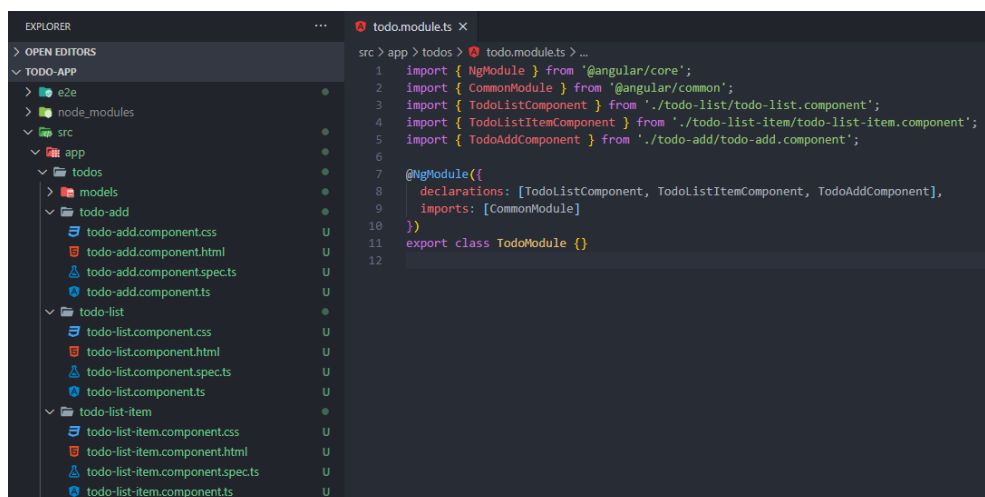 EXPLORER
OPEN EDITORS
TODO-APP
e2e
node_modules
src
app
todos
models
todo-add
todo-add.component.css U
todo-add.component.html U
todo-add.component.spec.ts U
todo-add.component.ts U
todo-list
todo-list.component.css U
todo-list.component.html U
todo-list.component.spec.ts U
todo-list.component.ts U
todo-list-item
todo-list-item.component.css U
todo-list-item.component.html U
todo-list-item.component.spec.ts U
todo-list-item.component.ts U
todo.module.ts
src > app > todos > todo.module.ts > ...
1 import { NgModule } from '@angular/core';
2 import { CommonModule } from '@angular/common';
3 import { TodoListComponent } from './todo-list/todo-list.component';
4 import { TodoListItemComponent } from './todo-list-item/todo-list-item.component';
5 import { TodoAddComponent } from './todo-add/todo-add.component';
6
7 @NgModule({
8 declarations: [TodoListComponent, TodoListItemComponent, TodoAddComponent],
9 imports: [CommonModule]
10 })
11 export class TodoModule {}
12